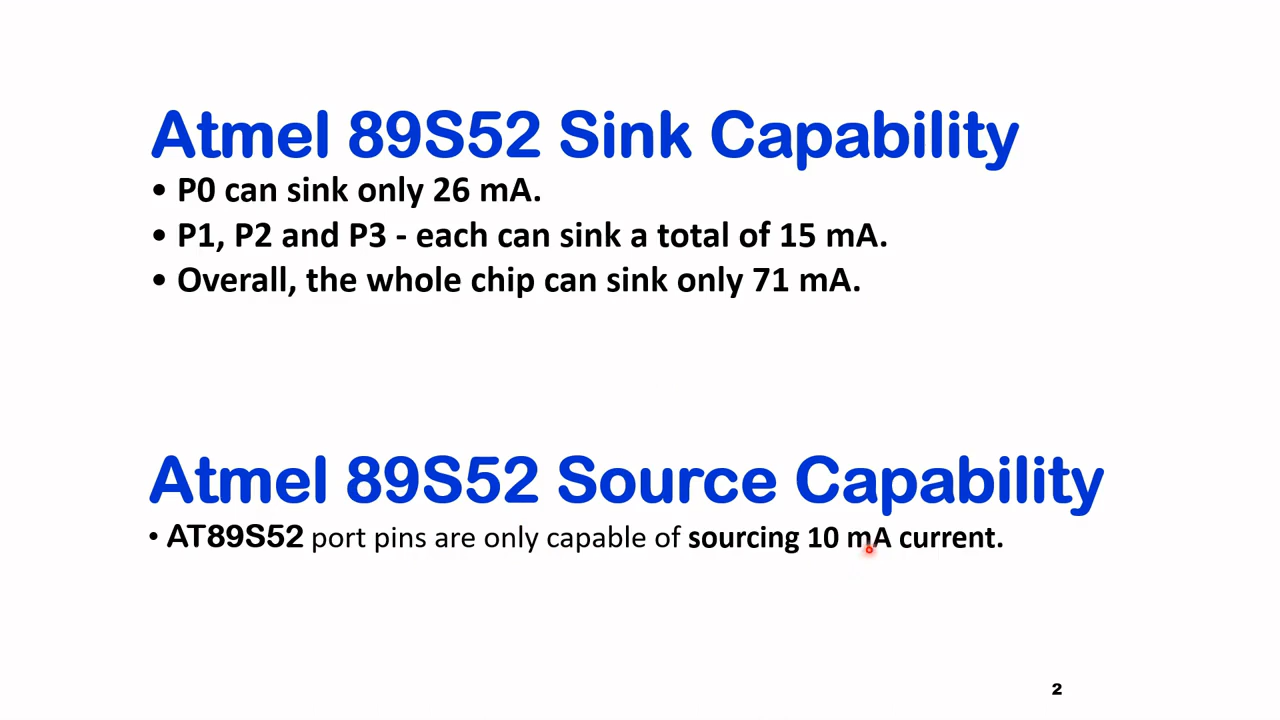 Atmel 89S52 Sink Capability
• P0 can sink only 26 mA.
• P1, P2 and P3 - each can sink a total of 15 mA.
• Overall, the whole chip can sink only 71 mA.
Atmel 89S52 Source Capability
• AT89S52 port pins are only capable of sourcing 10 mA current.
2